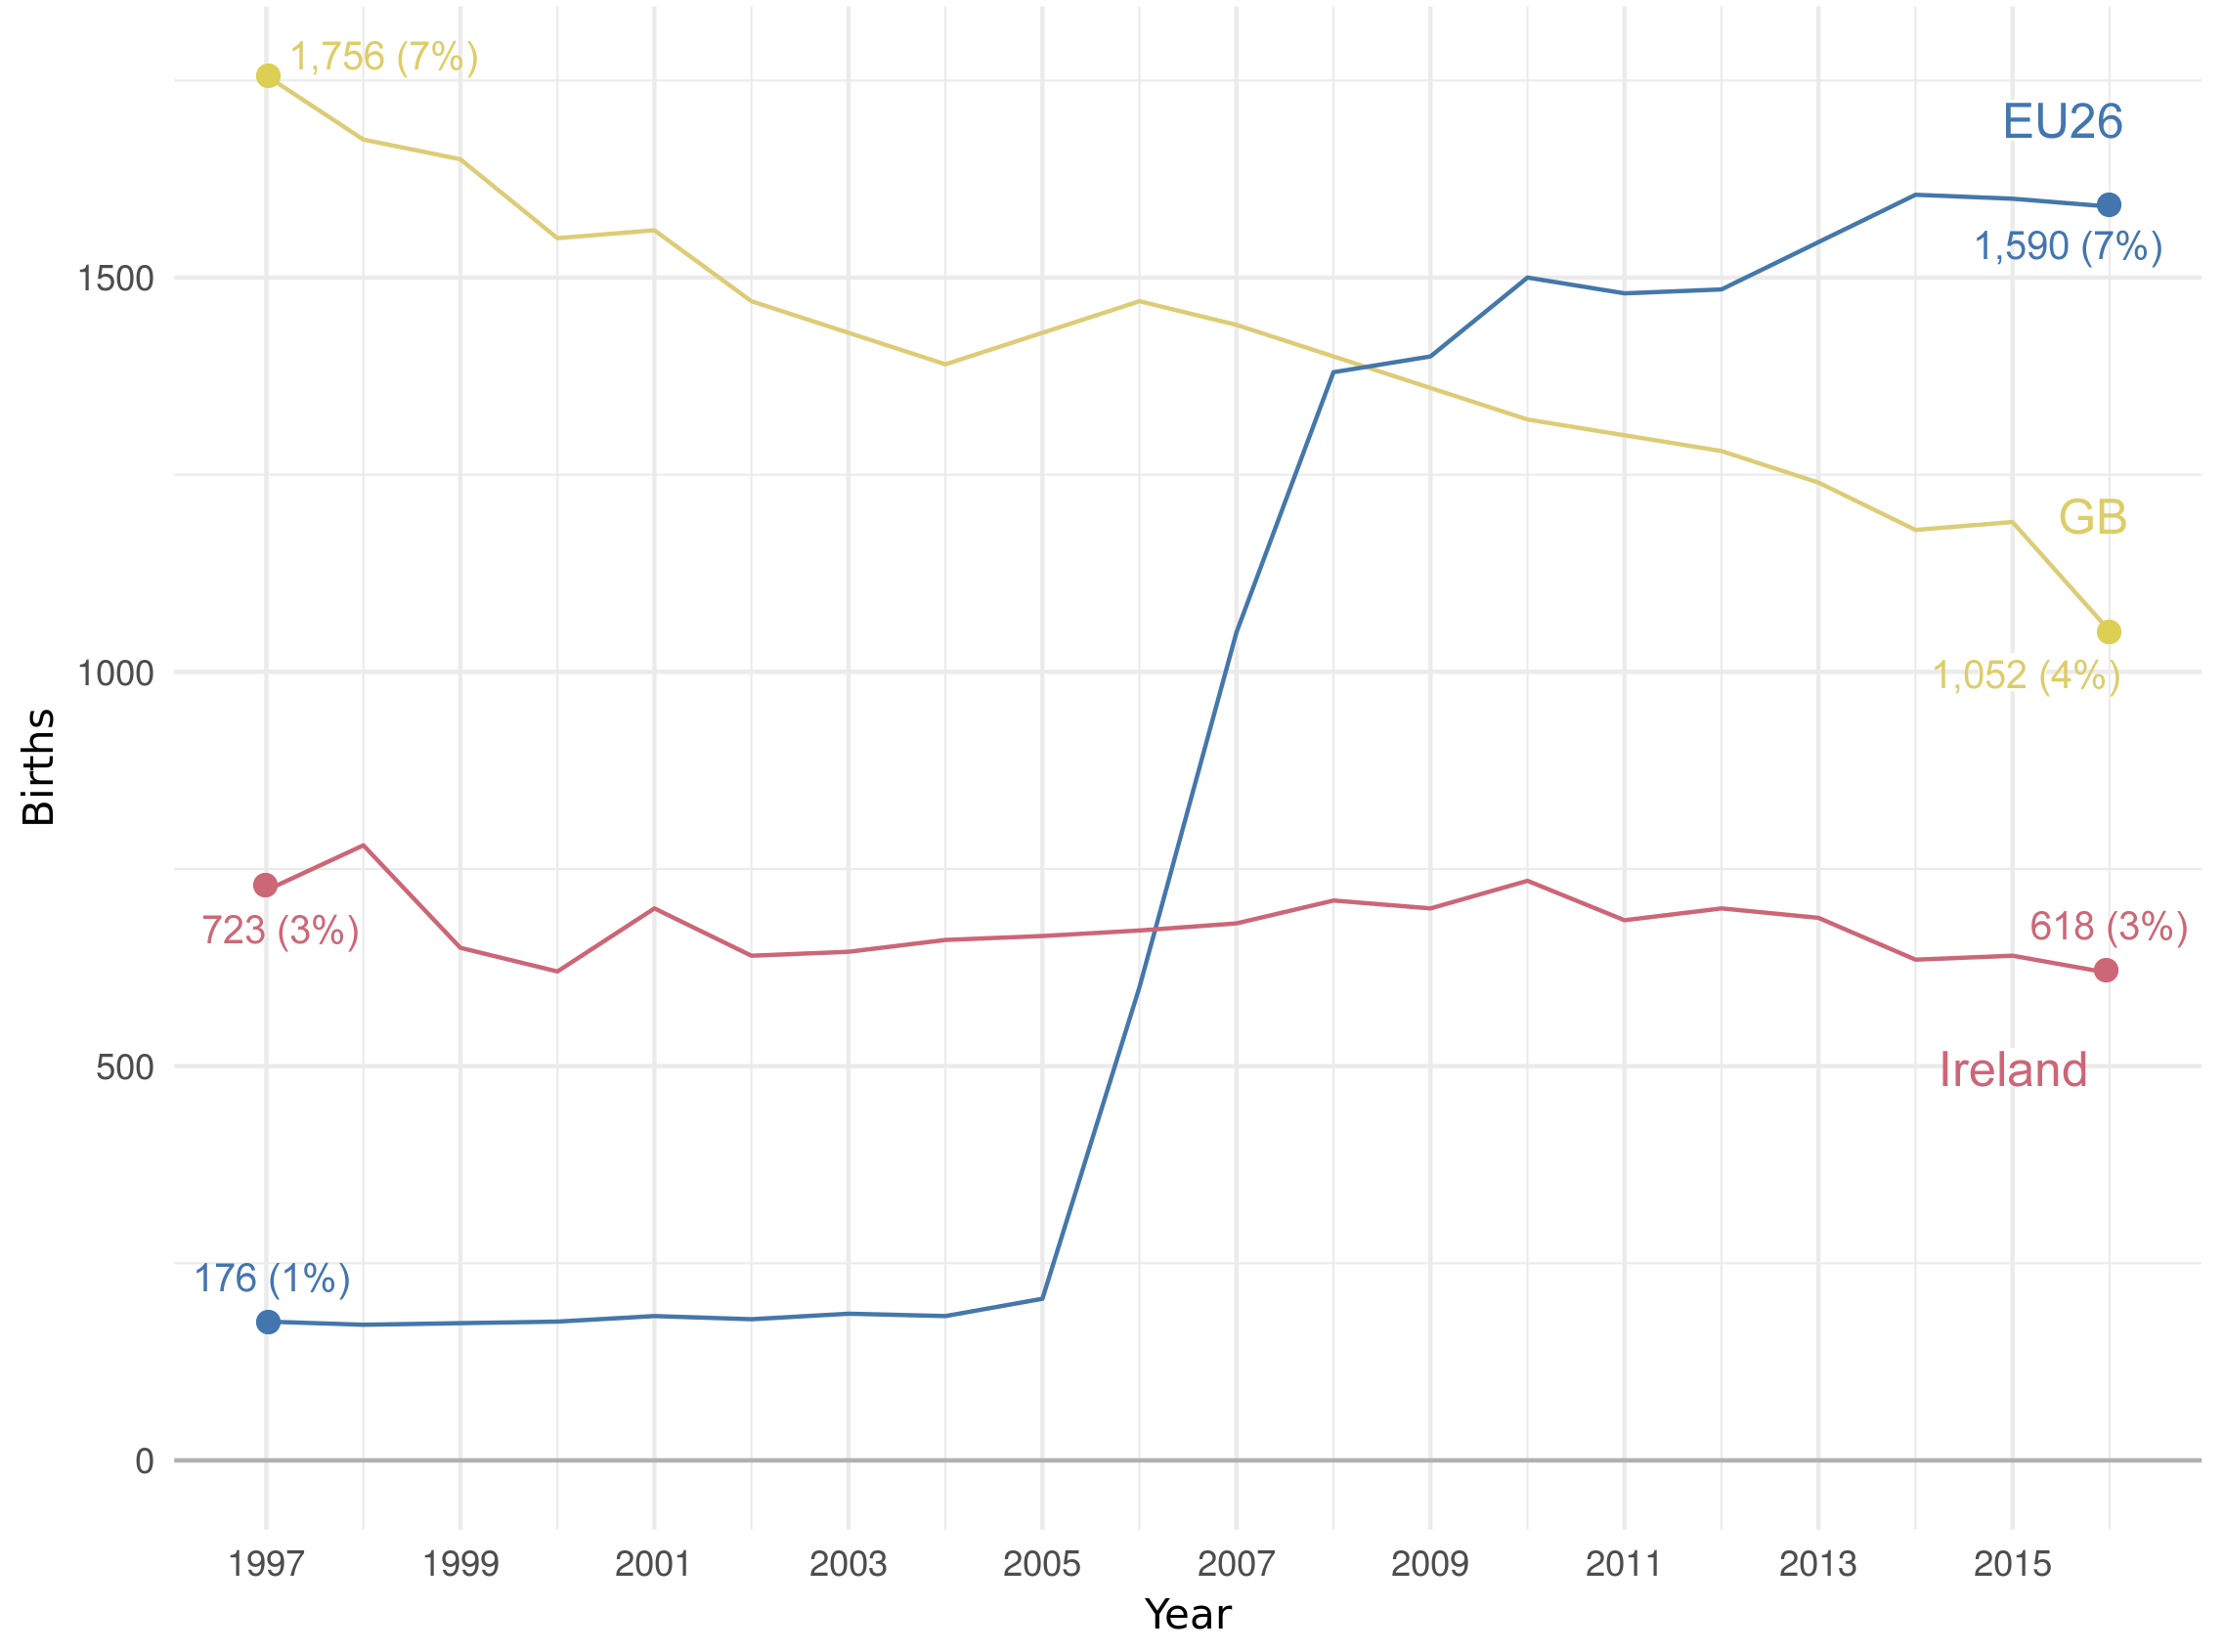 1,756 (7%)
EU26
1500
1,590 (7%)
GB
1000
1,052 (4%)
Births
723 (3%)
618 (3%)
500
Ireland
176 (1%)
0
1997 1999 2001 2003 2005 2007 2009 2011 2013 2015
Year